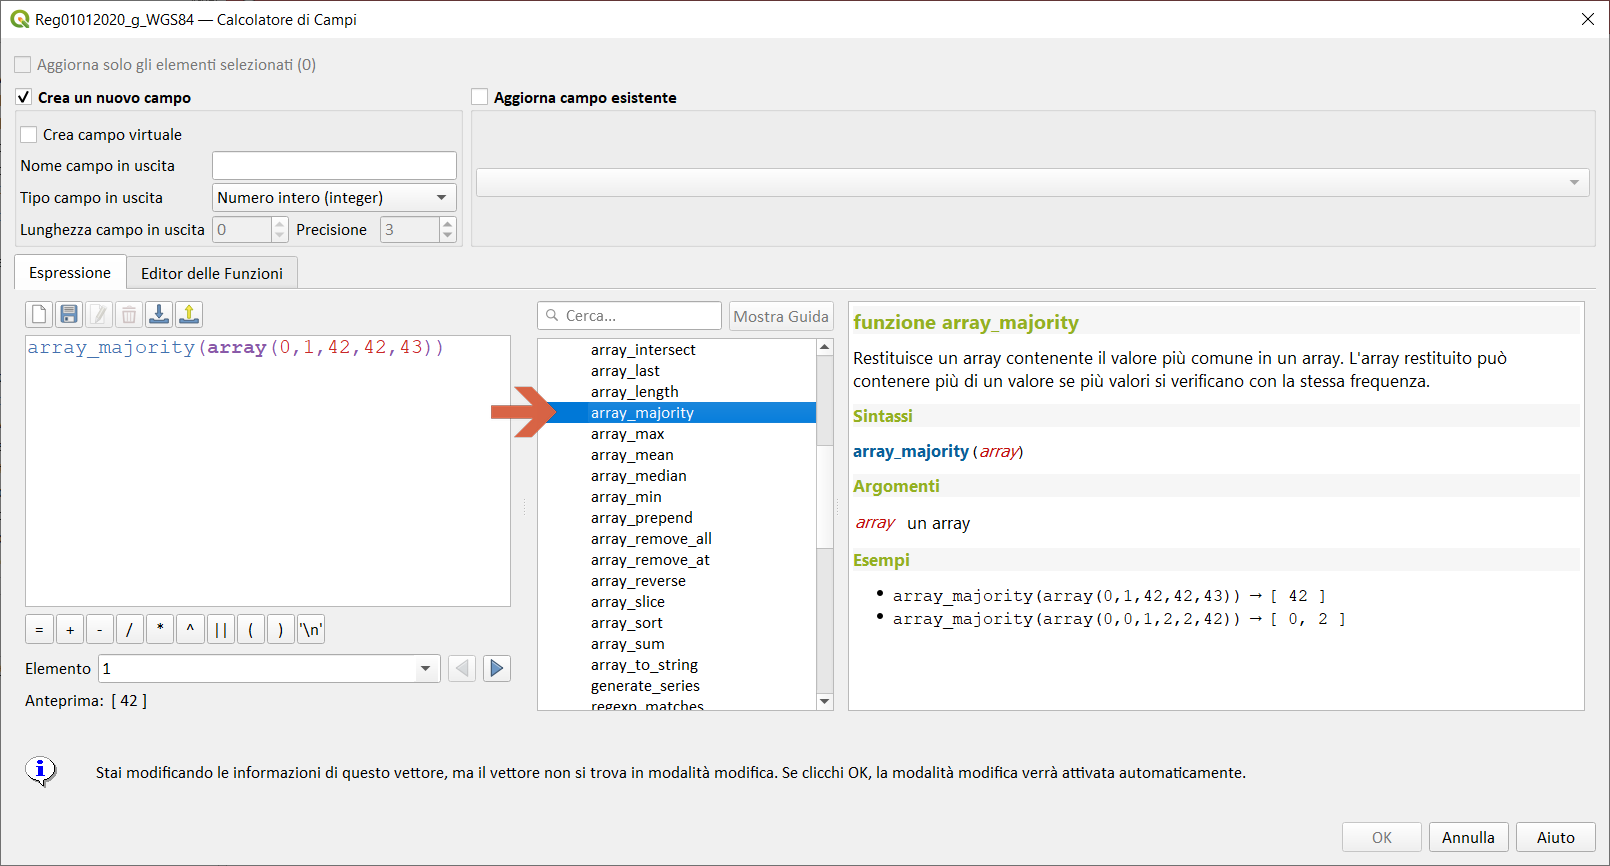 Reg01012020_g_WGS84 — Calcolatore di Campi
Aggiorna solo gli elementi selezionati (0)
Crea un nuovo campo
Aggiorna campo esistente
Crea campo virtuale
Nome campo in uscita
Tipo campo in uscita Numero intero (integer)
Lunghezza campo in uscita 0 Precisione 3
Espressione Editor delle Funzioni
array_majority(array(0,1,42,42,43))
= + - / * ^ || ( ) '\n'
Elemento 1
Anteprima: [ 42 ]
Cerca... Mostra Guida
array_intersect
array_last
array_length
array_majority
array_max
array_mean
array_median
array_min
array_prepend
array_remove_all
array_remove_at
array_reverse
array_slice
array_sort
array_sum
array_to_string
generate_series
regexp_matches
funzione array_majority
Restituisce un array contenente il valore più comune in un array. L'array restituito può
contenere più di un valore se più valori si verificano con la stessa frequenza.
Sintassi
array_majority (array)
Argomenti
array un array
Esempi
• array_majority(array(0,1,42,42,43)) → [ 42 ]
• array_majority(array(0,0,1,2,2,42)) → [ 0, 2 ]
Stai modificando le informazioni di questo vettore, ma il vettore non si trova in modalità modifica. Se clicchi OK, la modalità modifica verrà attivata automaticamente.
OK Annulla Aiuto